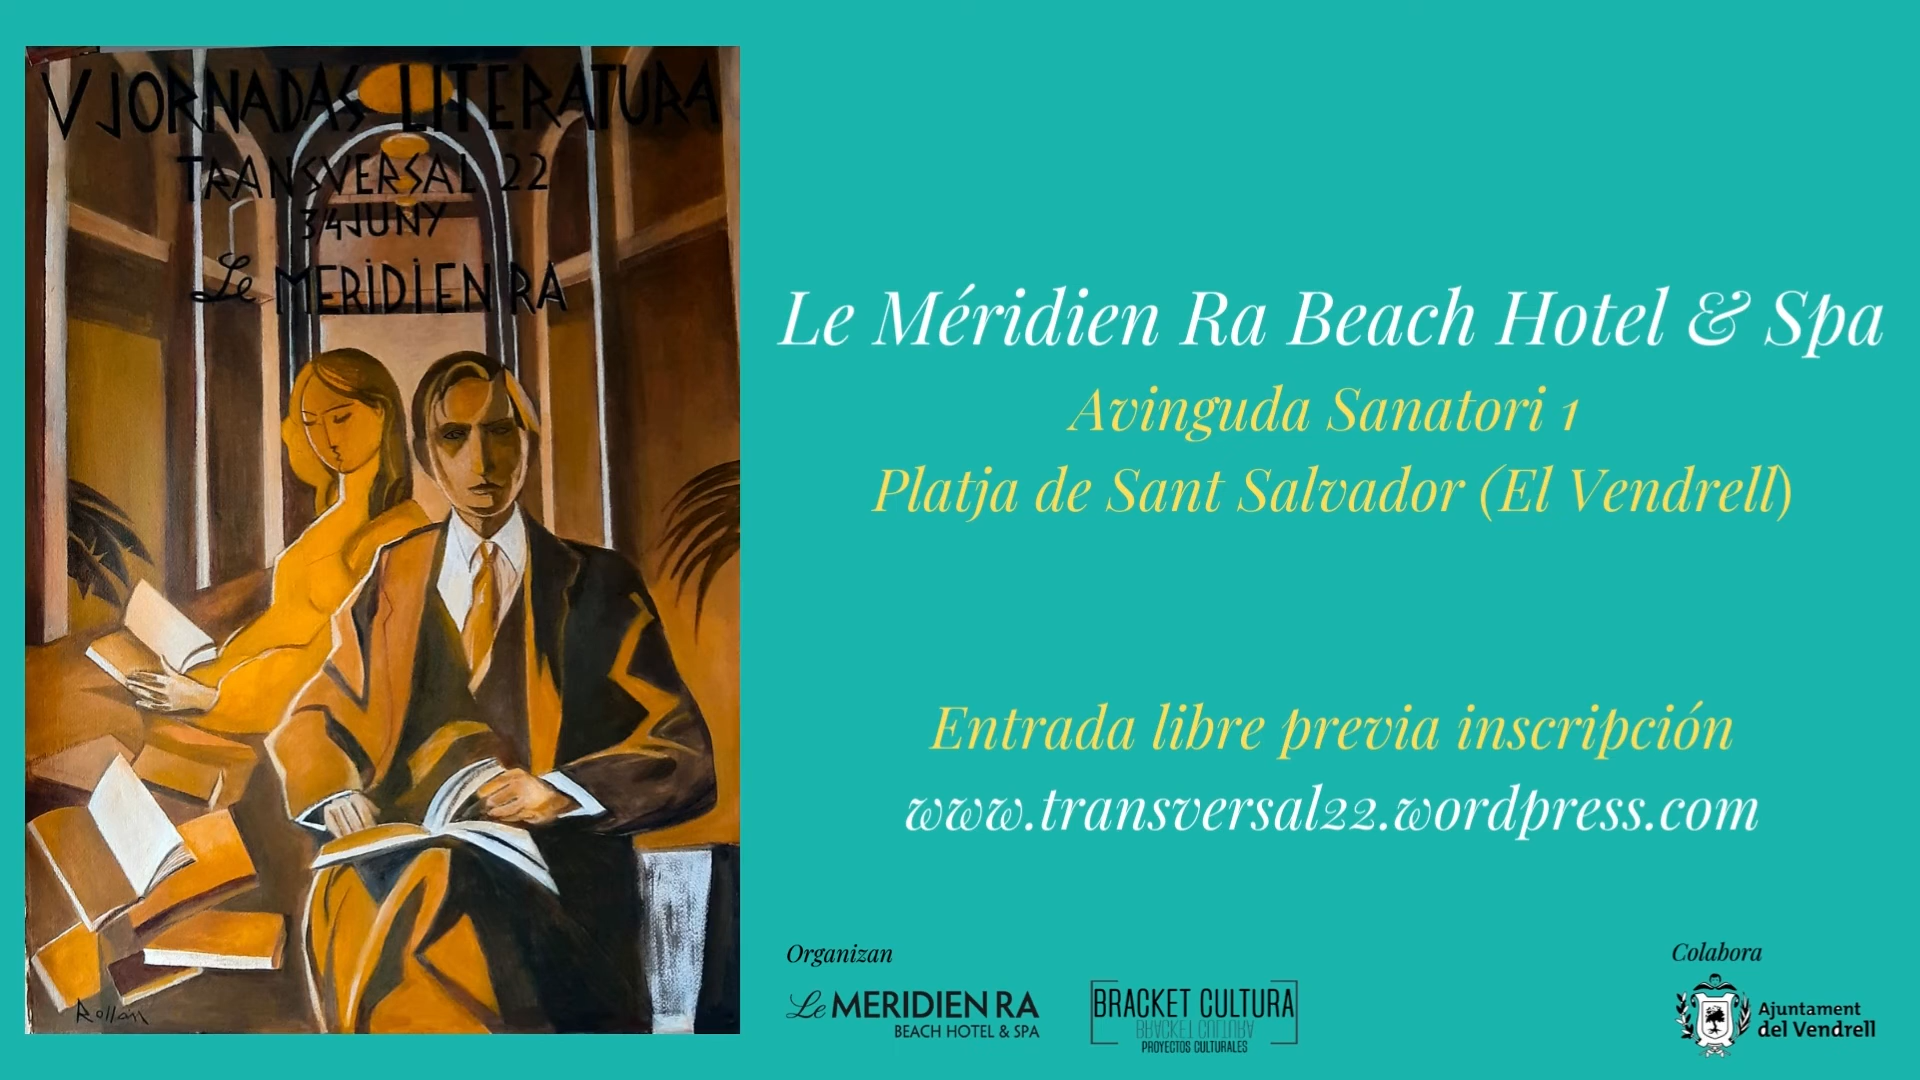 V JORNADAS LITERATURA
TRANSVERSAL 22
3/4 JUNY
Le MERIDIEN RA
Rollán
Le Méridien Ra Beach Hotel & Spa
Avinguda Sanatori 1
Platja de Sant Salvador (El Vendrell)
Entrada libre previa inscripción
www.transversal22.wordpress.com
Organizan
Le MERIDIEN RA
BEACH HOTEL & SPA
BRACKET CULTURA
BRACKET CULTURA
PROYECTOS CULTURALES
Colabora
Ajuntament
del Vendrell